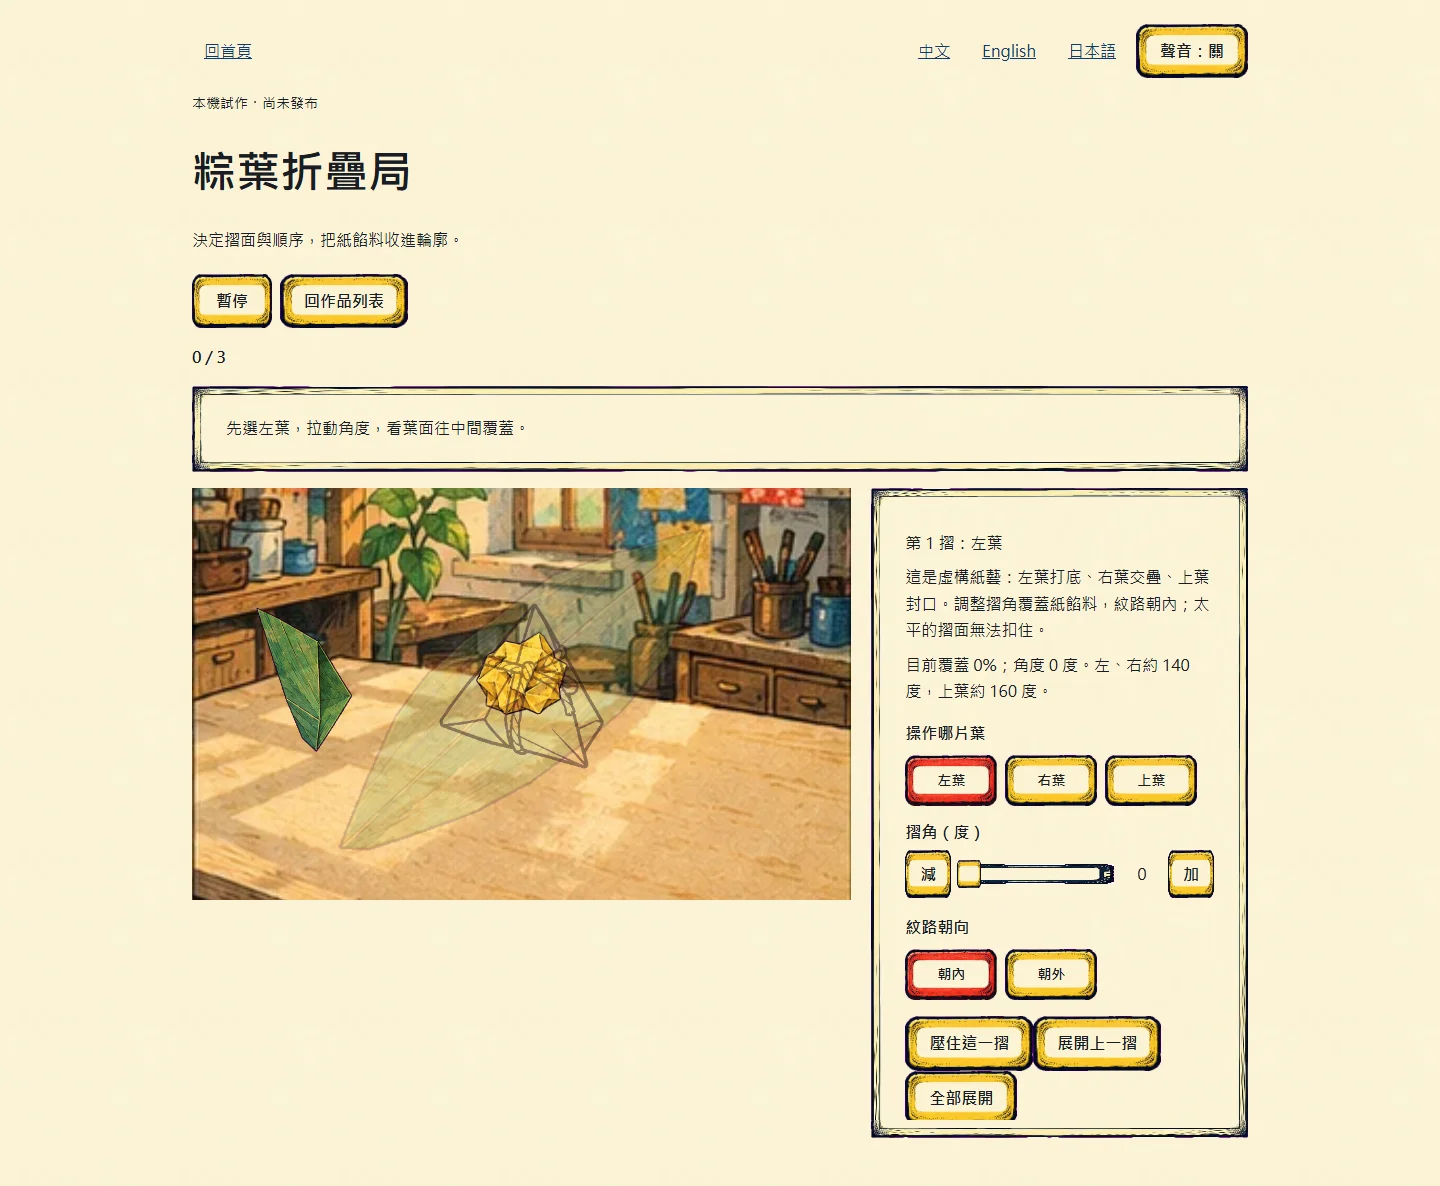 回首頁
中文
English
日本語
聲音：關
本機試作・尚未發布
粽葉折疊局
決定摺面與順序，把紙餡料收進輪廓。
暫停
回作品列表
0 / 3
先選左葉，拉動角度，看葉面往中間覆蓋。
第 1 摺：左葉
這是虛構紙藝：左葉打底、右葉交疊、上葉
封口。調整摺角覆蓋紙餡料，紋路朝內；太
平的摺面無法扣住。
目前覆蓋 0%；角度 0 度。左、右約 140
度，上葉約 160 度。
操作哪片葉
左葉
右葉
上葉
摺角（度）
減
0
加
紋路朝向
朝內
朝外
壓住這一摺
展開上一摺
全部展開